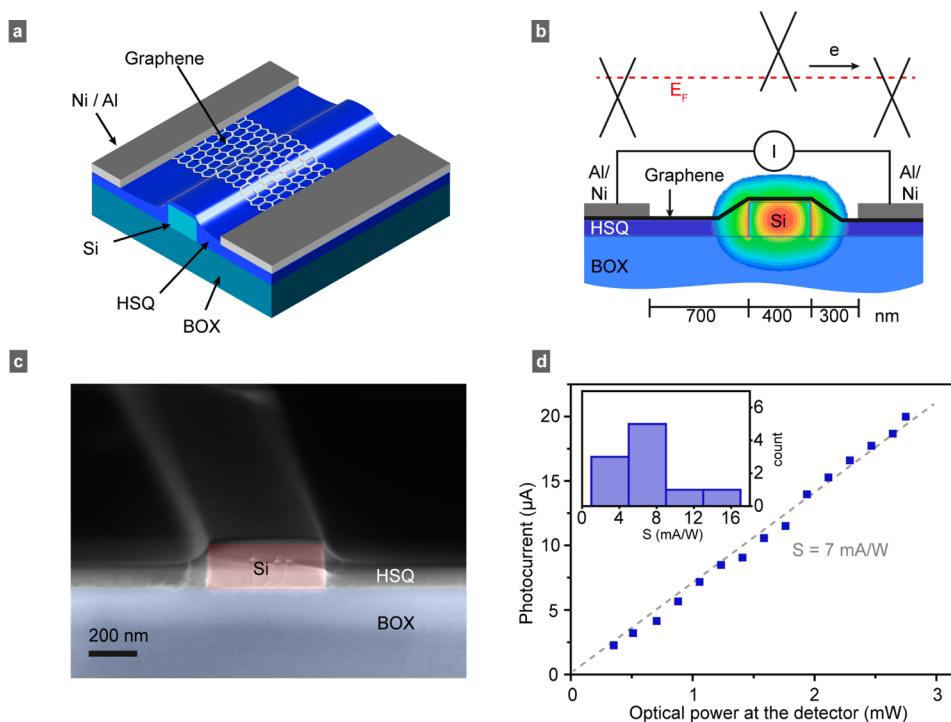 a
Graphene
Ni / Al
Si
HSQ
BOX
b
e
E_F
I
Al/
Ni
Graphene
Al/
Ni
Si
HSQ
BOX
700
400
300
nm
c
Si
HSQ
BOX
200 nm
d
20
15
10
5
0
Photocurrent (µA)
6
4
2
0
count
0
4
8
12
16
S (mA/W)
S = 7 mA/W
0
1
2
3
Optical power at the detector (mW)